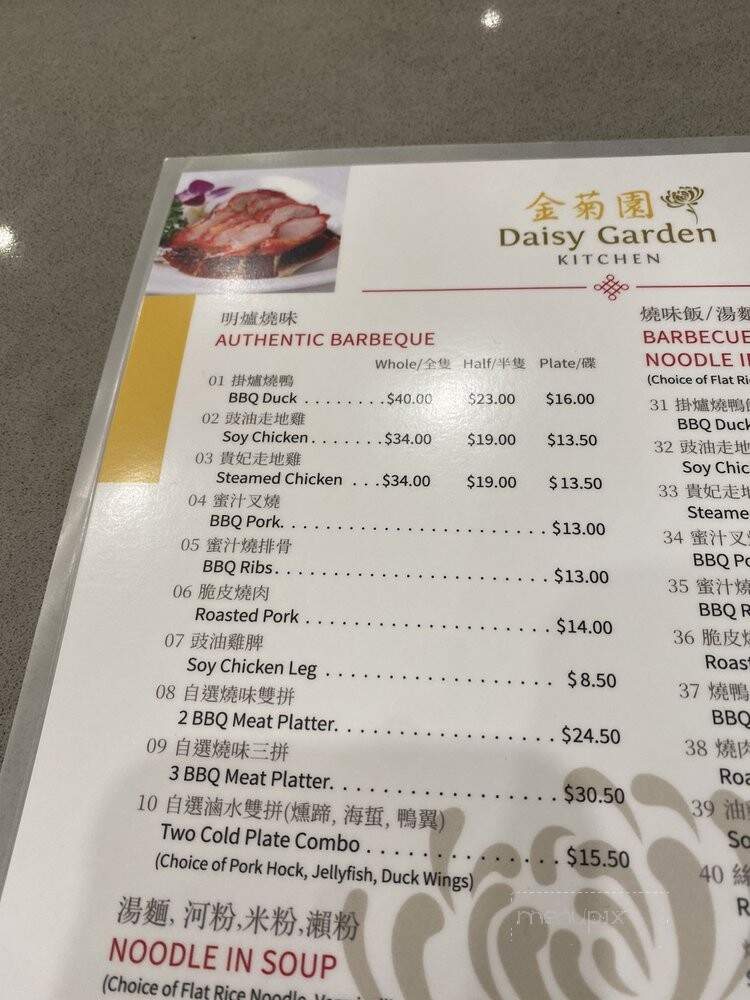 金菊園
Daisy Garden
KITCHEN
明爐燒味
AUTHENTIC BARBEQUE
Whole/全隻 Half/半隻 Plate/碟
01 掛爐燒鴨
BBQ Duck ........$40.00 $23.00 $16.00
02 豉油走地雞
Soy Chicken.......$34.00 $19.00 $13.50
03 貴妃走地雞
Steamed Chicken ...$34.00 $19.00 $13.50
04 蜜汁叉燒
BBQ Pork. $13.00
05 蜜汁燒排骨
BBQ Ribs. $13.00
06 脆皮燒肉
Roasted Pork $14.00
07 豉油雞脾
Soy Chicken Leg $8.50
08 自選燒味雙拼
2 BBQ Meat Platter. $24.50
09 自選燒味三拼
3 BBQ Meat Platter. $30.50
10 自選滷水雙拼(燻蹄, 海蜇, 鴨翼)
Two Cold Plate Combo $15.50
(Choice of Pork Hock, Jellyfish, Duck Wings)
湯麵, 河粉, 米粉, 瀨粉
NOODLE IN SOUP
(Choice of Flat Rice Noodle,
燒味飯/湯麵
BARBECUE
NOODLE I
(Choice of Flat Ri
31 掛爐燒鴨
BBQ Duck
32 豉油走地
Soy Chic
33 貴妃走
Steame
34 蜜汁叉
BBQ Po
35 蜜汁燒
BBQ R
36 脆皮
Roas
37 燒鴨
BBQ
38 燒肉
Roa
39 油
So
40
R
menupix